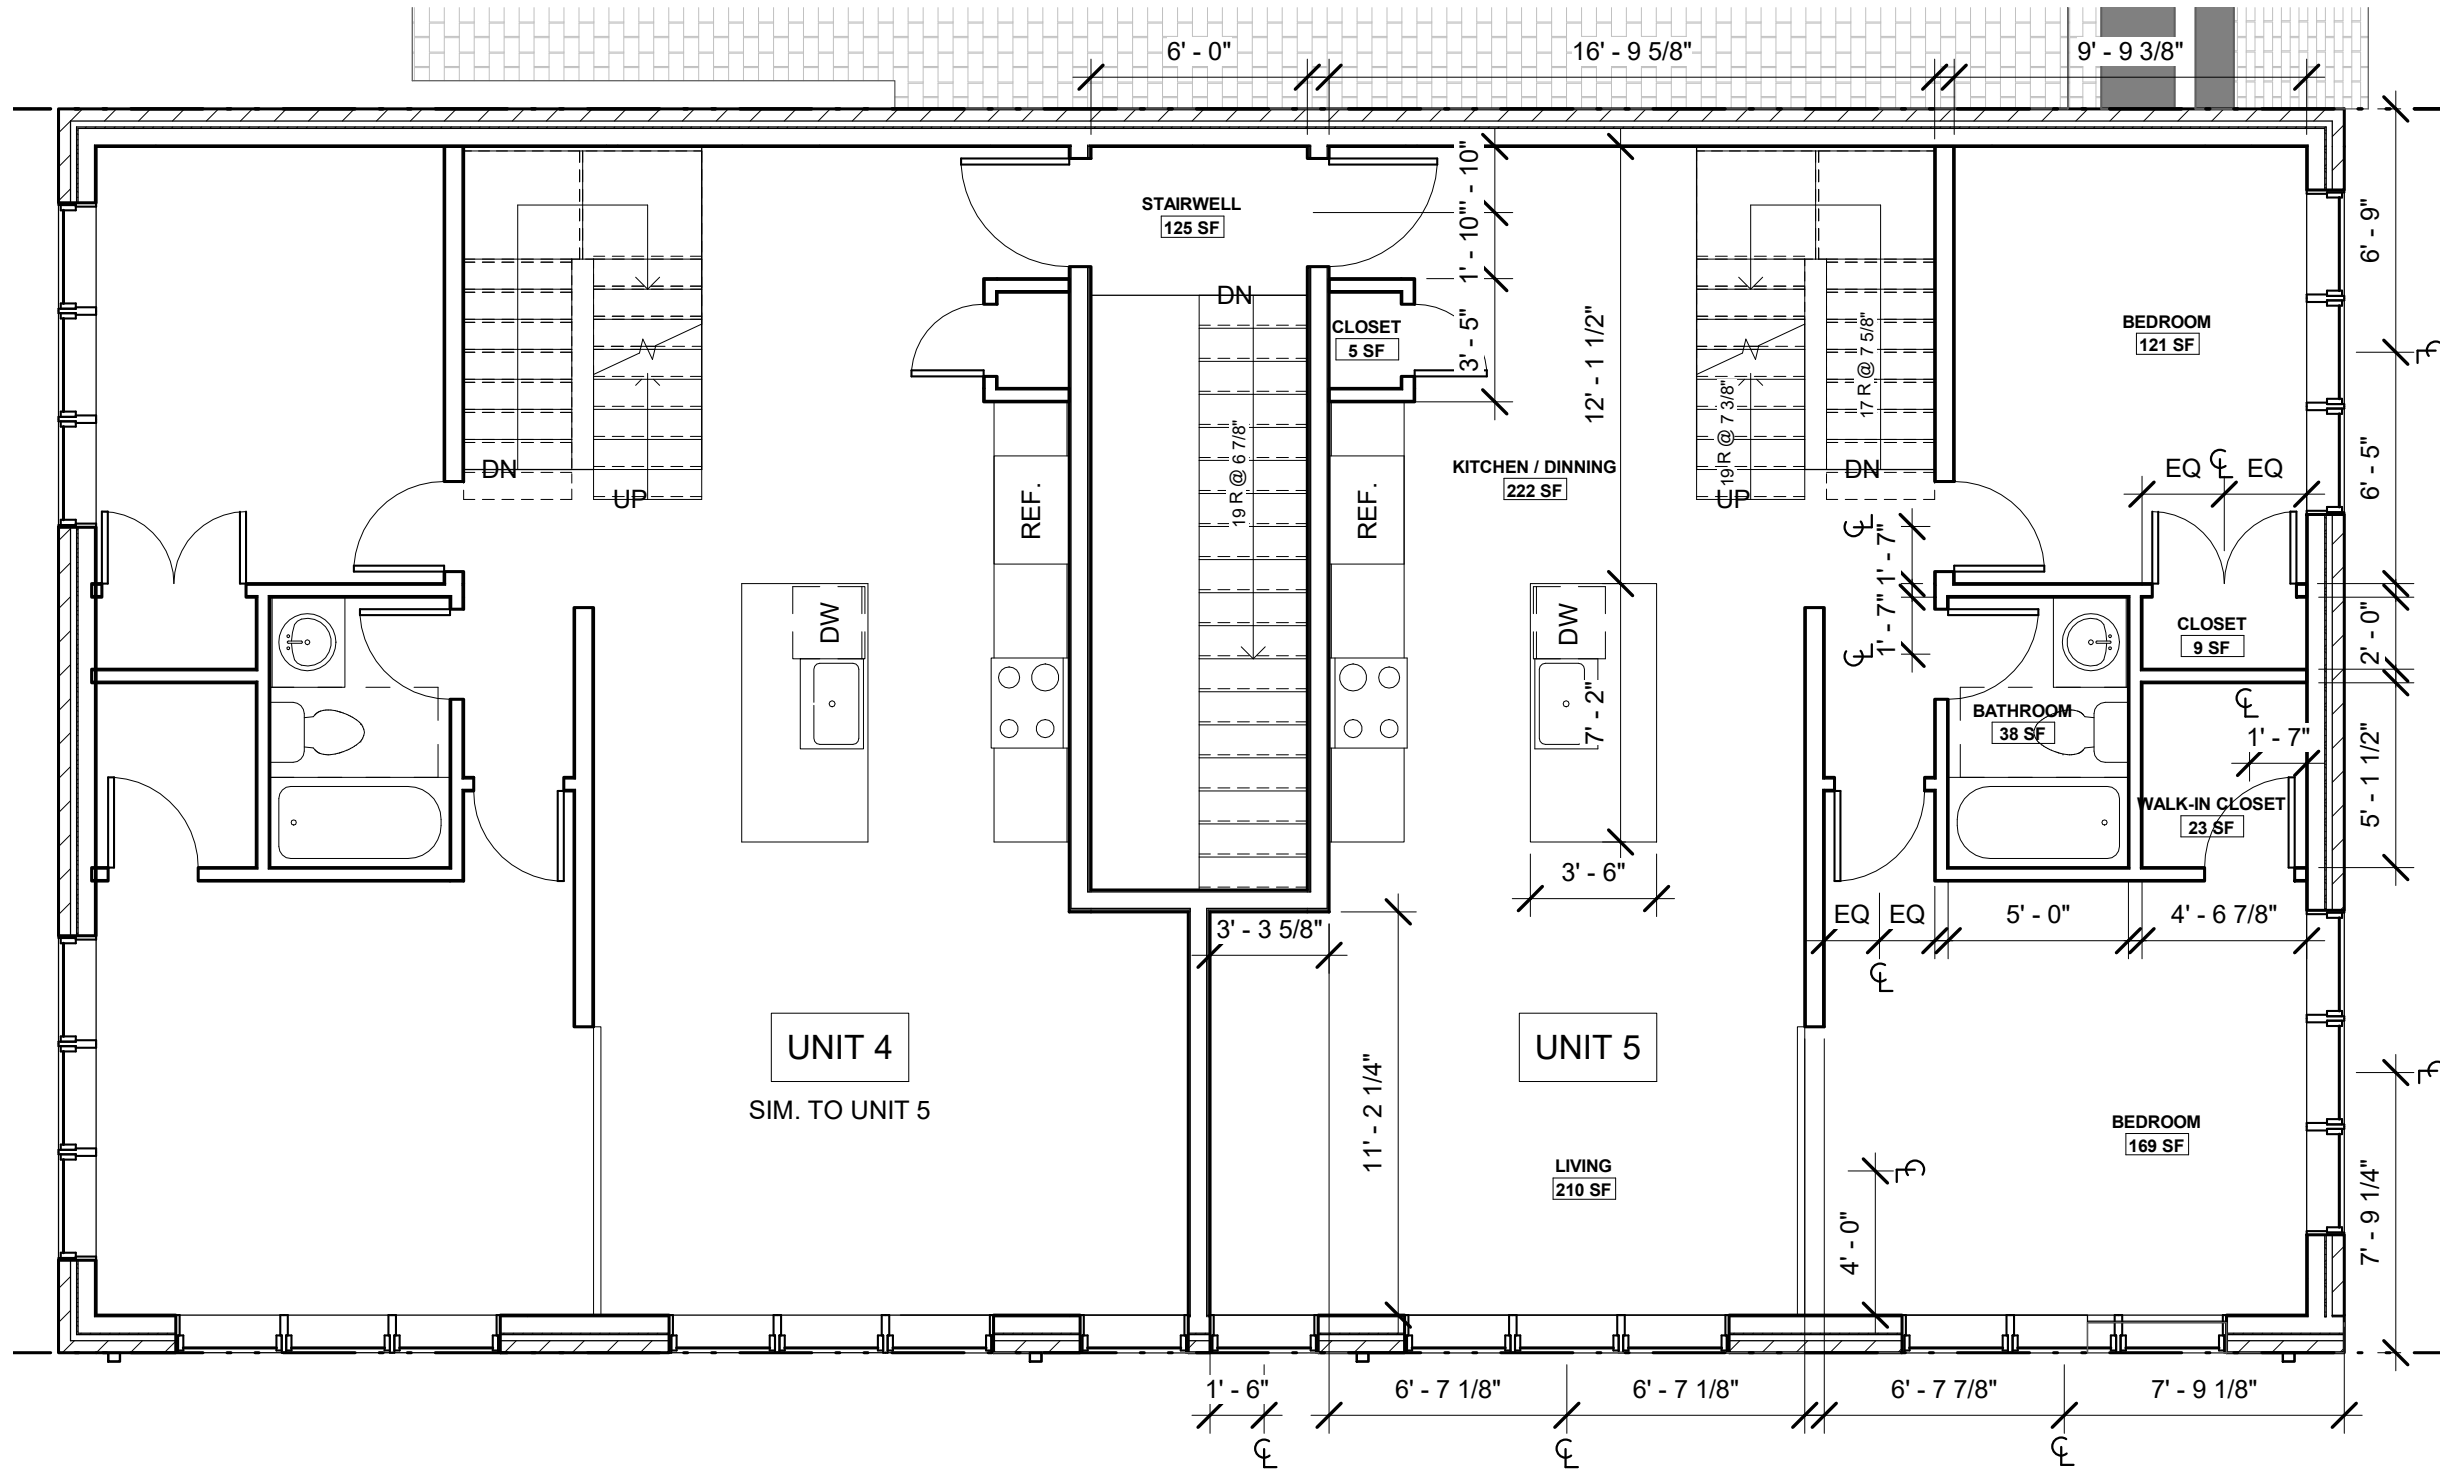 6' - 0"
16' - 9 5/8"
9' - 9 3/8"
STAIRWELL
125 SF
1' - 10"
1' - 10"
3' - 5"
12' - 1 1/2"
6' - 9"
DN
CLOSET
5 SF
BEDROOM
121 SF
17 R @ 7 5/8"
19 R @ 7 3/8"
19 R @ 6 7/8"
DN
UP
REF.
REF.
KITCHEN / DINNING
222 SF
UP
DN
EQ
EQ
6' - 5"
1' - 7"
1' - 7"
DW
DW
CLOSET
9 SF
2' - 0"
7' - 2"
BATHROOM
38 SF
1' - 7"
WALK-IN CLOSET
23 SF
5' - 1 1/2"
3' - 6"
3' - 3 5/8"
EQ
EQ
5' - 0"
4' - 6 7/8"
UNIT 4
SIM. TO UNIT 5
UNIT 5
11' - 2 1/4"
LIVING
210 SF
BEDROOM
169 SF
4' - 0"
7' - 9 1/4"
1' - 6"
6' - 7 1/8"
6' - 7 1/8"
6' - 7 7/8"
7' - 9 1/8"